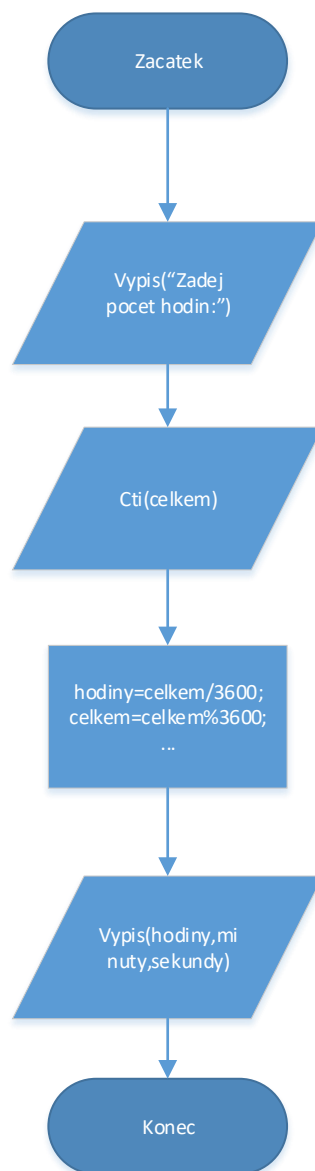 Zacatek
Vypis(“Zadej
pocet hodin:”)
Cti(celkem)
hodiny=celkem/3600;
celkem=celkem%3600;
...
Vypis(hodiny,mi
nuty,sekundy)
Konec